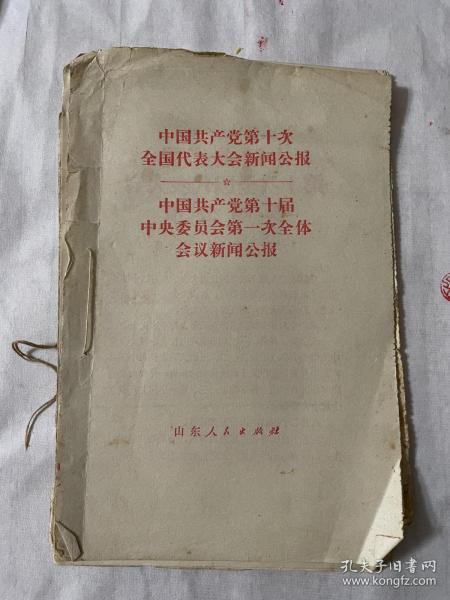 中国共产党第十次
全国代表大会新闻公报
☆
中国共产党第十届
中央委员会第一次全体
会议新闻公报
山东人民出版社
孔夫子旧书网
www.kongfz.com